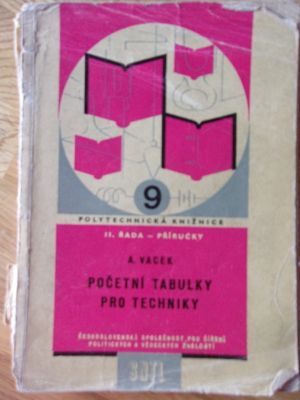 9
POLYTECHNICKÁ KNIŽNICE
II. ŘADA – PŘÍRUČKY
A. VACEK
POČETNÍ TABULKY
PRO TECHNIKY
ČESKOSLOVENSKÁ SPOLEČNOST PRO ŠÍŘENÍ
POLITICKÝCH A VĚDECKÝCH ZNALOSTÍ
SNTL